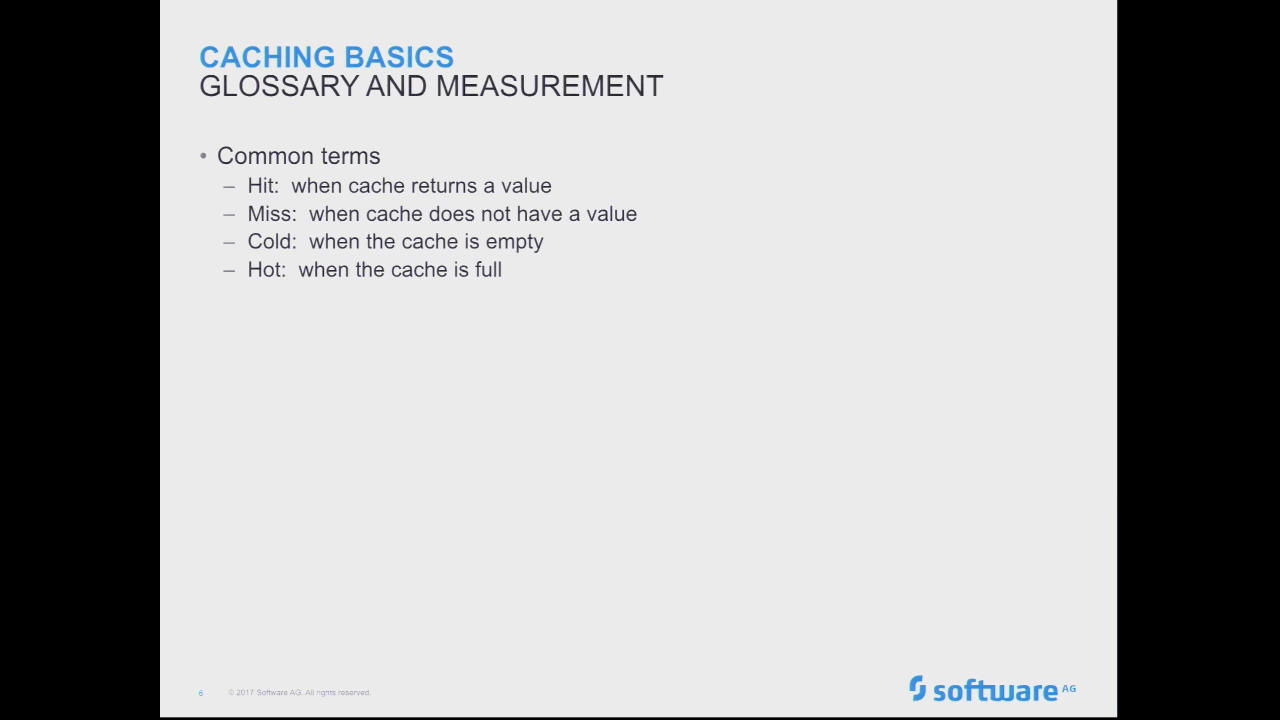 CACHING BASICS
GLOSSARY AND MEASUREMENT
• Common terms
– Hit:  when cache returns a value
– Miss:  when cache does not have a value
– Cold:  when the cache is empty
– Hot:  when the cache is full
6 © 2017 Software AG. All rights reserved.
software AG